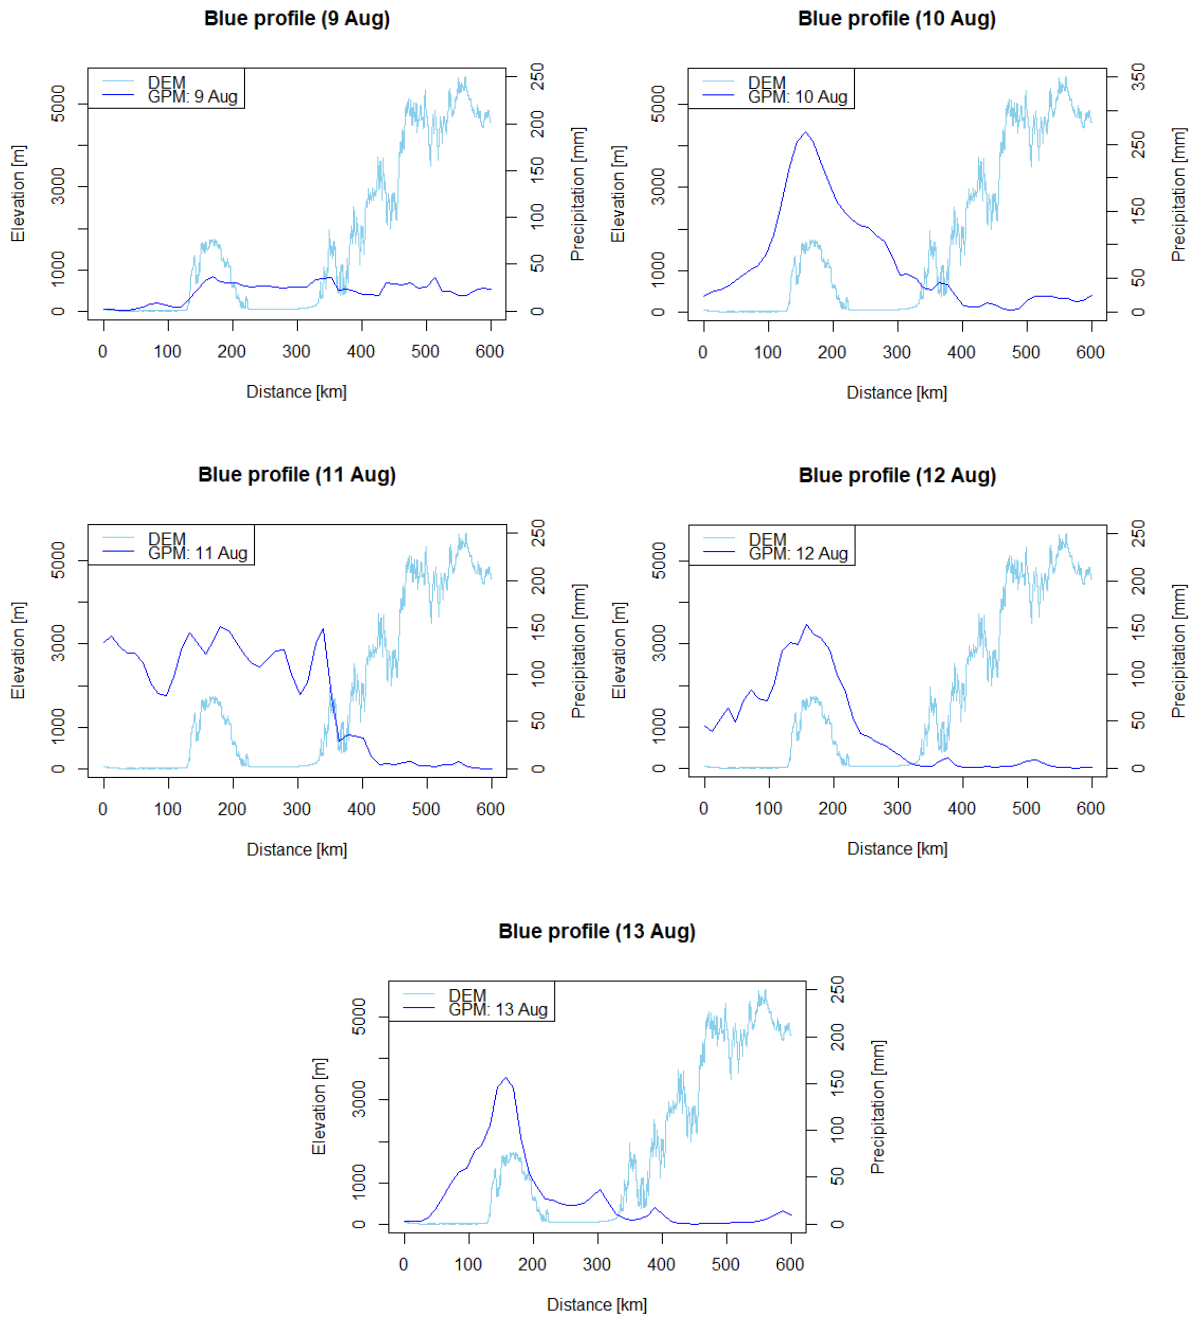 Blue profile (9 Aug)
DEM
GPM: 9 Aug
Elevation [m]
0
1000
3000
5000
Precipitation [mm]
0
50
100
150
200
250
0 100 200 300 400 500 600
Distance [km]
Blue profile (10 Aug)
DEM
GPM: 10 Aug
Elevation [m]
0
1000
3000
5000
Precipitation [mm]
0
50
150
250
350
0 100 200 300 400 500 600
Distance [km]
Blue profile (11 Aug)
DEM
GPM: 11 Aug
Elevation [m]
0
1000
3000
5000
Precipitation [mm]
0
50
100
150
200
250
0 100 200 300 400 500 600
Distance [km]
Blue profile (12 Aug)
DEM
GPM: 12 Aug
Elevation [m]
0
1000
3000
5000
Precipitation [mm]
0
50
100
150
200
250
0 100 200 300 400 500 600
Distance [km]
Blue profile (13 Aug)
DEM
GPM: 13 Aug
Elevation [m]
0
1000
3000
5000
Precipitation [mm]
0
50
100
150
200
250
0 100 200 300 400 500 600
Distance [km]